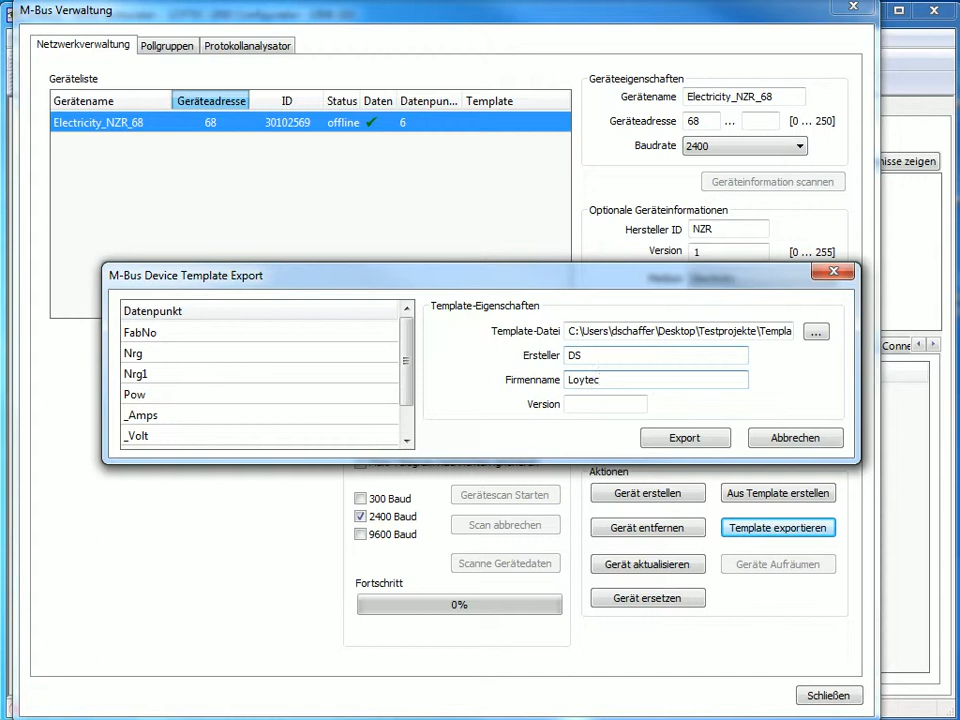 M-Bus Verwaltung
Netzwerkverwaltung Pollgruppen Protokollanalysator
Geräteliste
Gerätename Geräteadresse ID Status Daten Datenpun... Template
Electricity_NZR_68 68 30102569 offline 6
Geräteeigenschaften
Gerätename Electricity_NZR_68
Geräteadresse 68 ... [0 ... 250]
Baudrate 2400
Geräteinformation scannen
nisse zeigen
Optionale Geräteinformationen
Hersteller ID NZR
Version 1 [0 ... 255]
M-Bus Device Template Export
Datenpunkt
FabNo
Nrg
Nrg1
Pow
_Amps
_Volt
Template-Eigenschaften
Template-Datei C:\Users\dschaffer\Desktop\Testprojekte\Templa ...
Ersteller DS
Firmenname Loytec
Version
Export Abbrechen
Conne
300 Baud
2400 Baud
9600 Baud
Gerätescan Starten
Scan abbrechen
Scanne Gerätedaten
Fortschritt
0%
Aktionen
Gerät erstellen Aus Template erstellen
Gerät entfernen Template exportieren
Gerät aktualisieren Geräte Aufräumen
Gerät ersetzen
Schließen